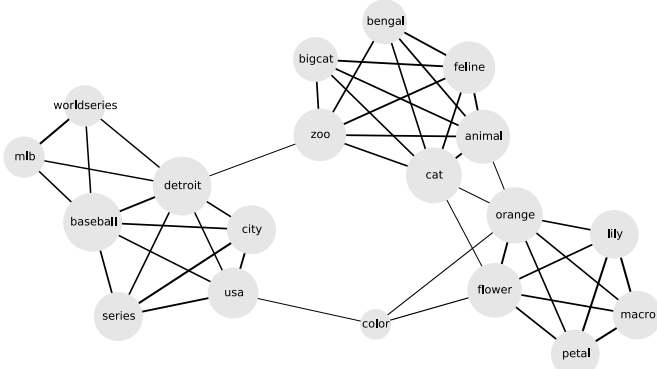 bengal
bigcat
feline
worldseries
zoo
animal
mlb
cat
detroit
orange
baseball
city
lily
usa
flower
series
color
macro
petal